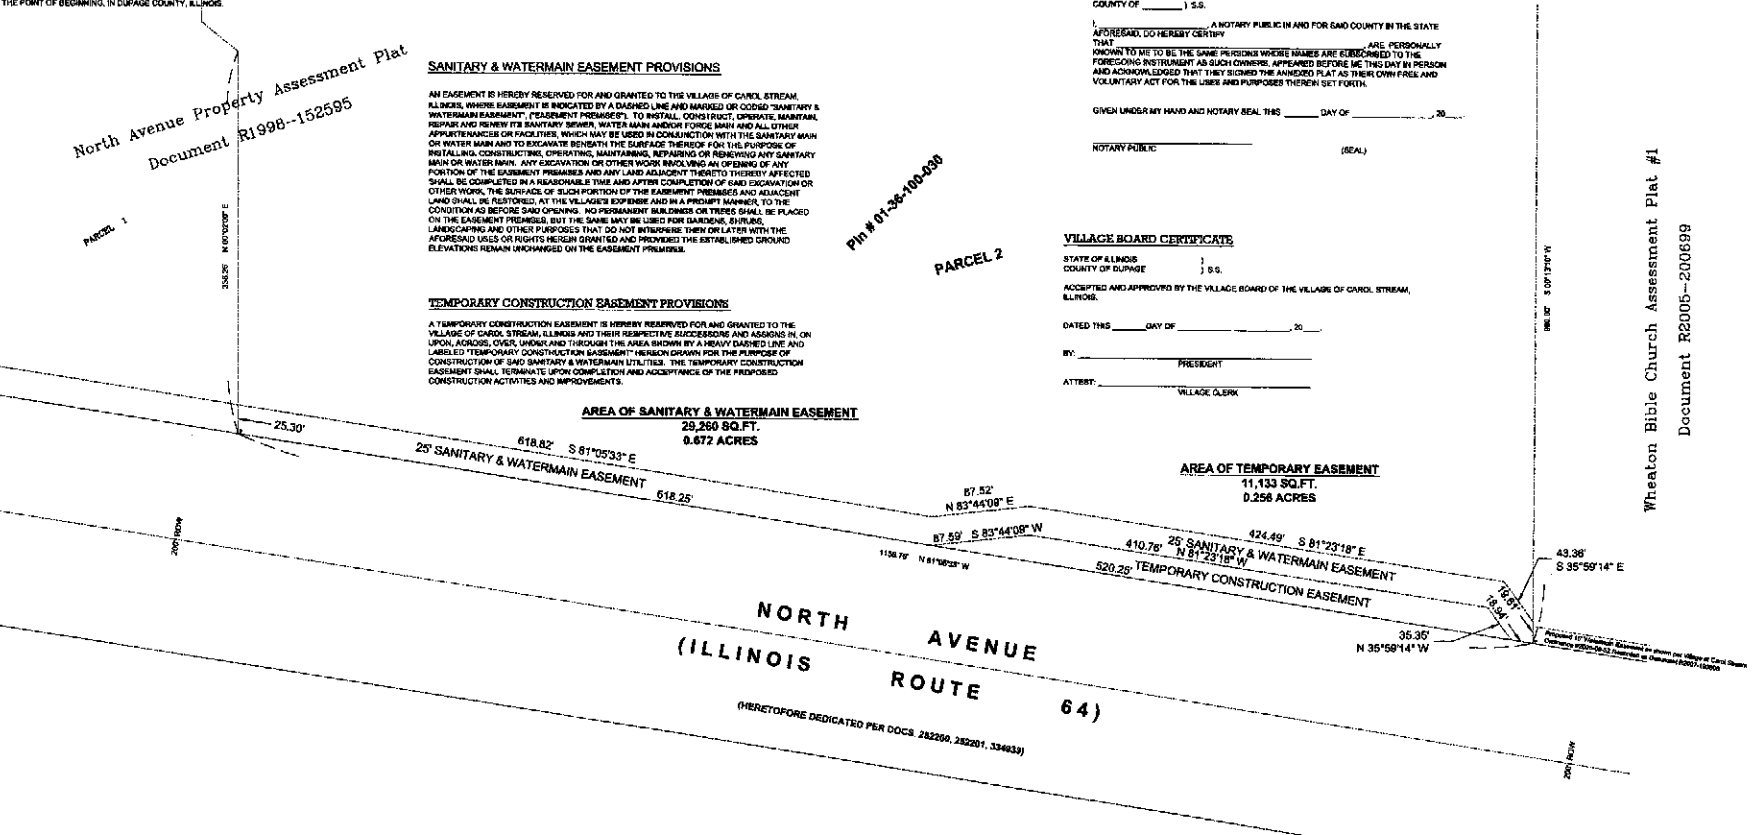 THE POINT OF BEGINNING, IN DUPAGE COUNTY, ILLINOIS.
North Avenue Property Assessment Plat
Document R1998--152595
PARCEL 1
SANITARY & WATERMAIN EASEMENT PROVISIONS
AN EASEMENT IS HEREBY RESERVED FOR AND GRANTED TO THE VILLAGE OF CAROL STREAM,
ILLINOIS, WHERE EASEMENT IS INDICATED BY A DASHED LINE AND MARKED OR CODED "SANITARY &
WATERMAIN EASEMENT", ("EASEMENT PREMISES"). TO INSTALL, CONSTRUCT, OPERATE, MAINTAIN,
REPAIR AND RENEW ITS SANITARY SEWER, WATER MAIN AND/OR FORCE MAIN AND ALL OTHER
APPURTENANCES OR FACILITIES, WHICH MAY BE USED IN CONJUNCTION WITH THE SANITARY MAIN
OR WATER MAIN AND TO EXCAVATE BENEATH THE SURFACE THEREOF FOR THE PURPOSE OF
INSTALLING, CONSTRUCTING, OPERATING, MAINTAINING, REPAIRING OR RENEWING ANY SANITARY
MAIN OR WATER MAIN. ANY EXCAVATION OR OTHER WORK INVOLVING AN OPENING OF ANY
PORTION OF THE EASEMENT PREMISES AND ANY LAND ADJACENT THERETO THEREBY AFFECTED
SHALL BE COMPLETED IN A REASONABLE TIME AND AFTER COMPLETION OF SAID EXCAVATION OR
OTHER WORK, THE SURFACE OF SUCH PORTION OF THE EASEMENT PREMISES AND ADJACENT
LAND SHALL BE RESTORED, AT THE VILLAGE'S EXPENSE AND IN A PROMPT MANNER, TO THE
CONDITION AS BEFORE SAID OPENING. NO PERMANENT BUILDINGS OR TREES SHALL BE PLACED
ON THE EASEMENT PREMISES, BUT THE SAME MAY BE USED FOR GARDENS, SHRUBS,
LANDSCAPING AND OTHER PURPOSES THAT DO NOT INTERFERE THEN OR LATER WITH THE
AFORESAID USES OR RIGHTS HEREIN GRANTED AND PROVIDED THE ESTABLISHED GROUND
ELEVATIONS REMAIN UNCHANGED ON THE EASEMENT PREMISES.
TEMPORARY CONSTRUCTION EASEMENT PROVISIONS
A TEMPORARY CONSTRUCTION EASEMENT IS HEREBY RESERVED FOR AND GRANTED TO THE
VILLAGE OF CAROL STREAM, ILLINOIS AND THEIR RESPECTIVE SUCCESSORS AND ASSIGNS IN, ON
UPON, ACROSS, OVER, UNDER AND THROUGH THE AREA SHOWN BY A HEAVY DASHED LINE AND
LABELED "TEMPORARY CONSTRUCTION EASEMENT" HEREON DRAWN FOR THE PURPOSE OF
CONSTRUCTION OF SAID SANITARY & WATERMAIN UTILITIES. THE TEMPORARY CONSTRUCTION
EASEMENT SHALL TERMINATE UPON COMPLETION AND ACCEPTANCE OF THE PROPOSED
CONSTRUCTION ACTIVITIES AND IMPROVEMENTS.
AREA OF SANITARY & WATERMAIN EASEMENT
29,260 SQ.FT.
0.672 ACRES
Pin # 01-36-100-030
PARCEL 2
COUNTY OF ________ ) S.S.
I, ____________________, A NOTARY PUBLIC IN AND FOR SAID COUNTY IN THE STATE
AFORESAID, DO HEREBY CERTIFY
THAT ____________________, ARE PERSONALLY
KNOWN TO ME TO BE THE SAME PERSONS WHOSE NAMES ARE SUBSCRIBED TO THE
FOREGOING INSTRUMENT AS SUCH OWNERS, APPEARED BEFORE ME THIS DAY IN PERSON
AND ACKNOWLEDGED THAT THEY SIGNED THE ANNEXED PLAT AS THEIR OWN FREE AND
VOLUNTARY ACT FOR THE USES AND PURPOSES THEREIN SET FORTH.
GIVEN UNDER MY HAND AND NOTARY SEAL THIS ______ DAY OF ______________, 20___
NOTARY PUBLIC (SEAL)
VILLAGE BOARD CERTIFICATE
STATE OF ILLINOIS )
COUNTY OF DUPAGE ) S.S.
ACCEPTED AND APPROVED BY THE VILLAGE BOARD OF THE VILLAGE OF CAROL STREAM,
ILLINOIS.
DATED THIS ______ DAY OF ____________________, 20___.
BY: ____________________
PRESIDENT
ATTEST: ____________________
VILLAGE CLERK
AREA OF TEMPORARY EASEMENT
11,133 SQ.FT.
0.256 ACRES
Wheaton Bible Church Assessment Plat #1
Document R2005--200699
25.30'
618.82' S 81°05'33" E
25' SANITARY & WATERMAIN EASEMENT
618.25'
87.52'
N 83°44'09" E
87.59' S 83°44'09" W
424.49' S 81°23'18" E
25' SANITARY & WATERMAIN EASEMENT
410.76' N 81°23'18" W
520.25' TEMPORARY CONSTRUCTION EASEMENT
43.36'
S 35°59'14" E
19.61'
18.94'
35.35'
N 35°59'14" W
200' ROW
NORTH AVENUE
(ILLINOIS ROUTE 64)
(HERETOFORE DEDICATED PER DOCS.
200' ROW